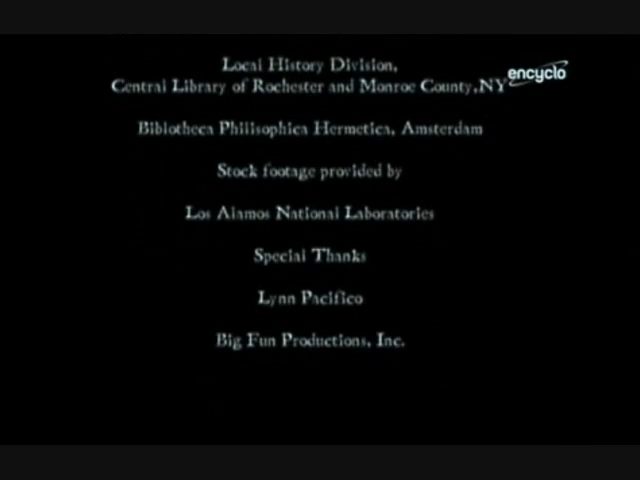 Local History Division,
encyclo
Central Library of Rochester and Monroe County,NY
Bibliotheca Philisophica Hermetica, Amsterdam
Stock footage provided by
Los Alamos National Laboratories
Special Thanks
Lynn Pacifico
Big Fun Productions, Inc.